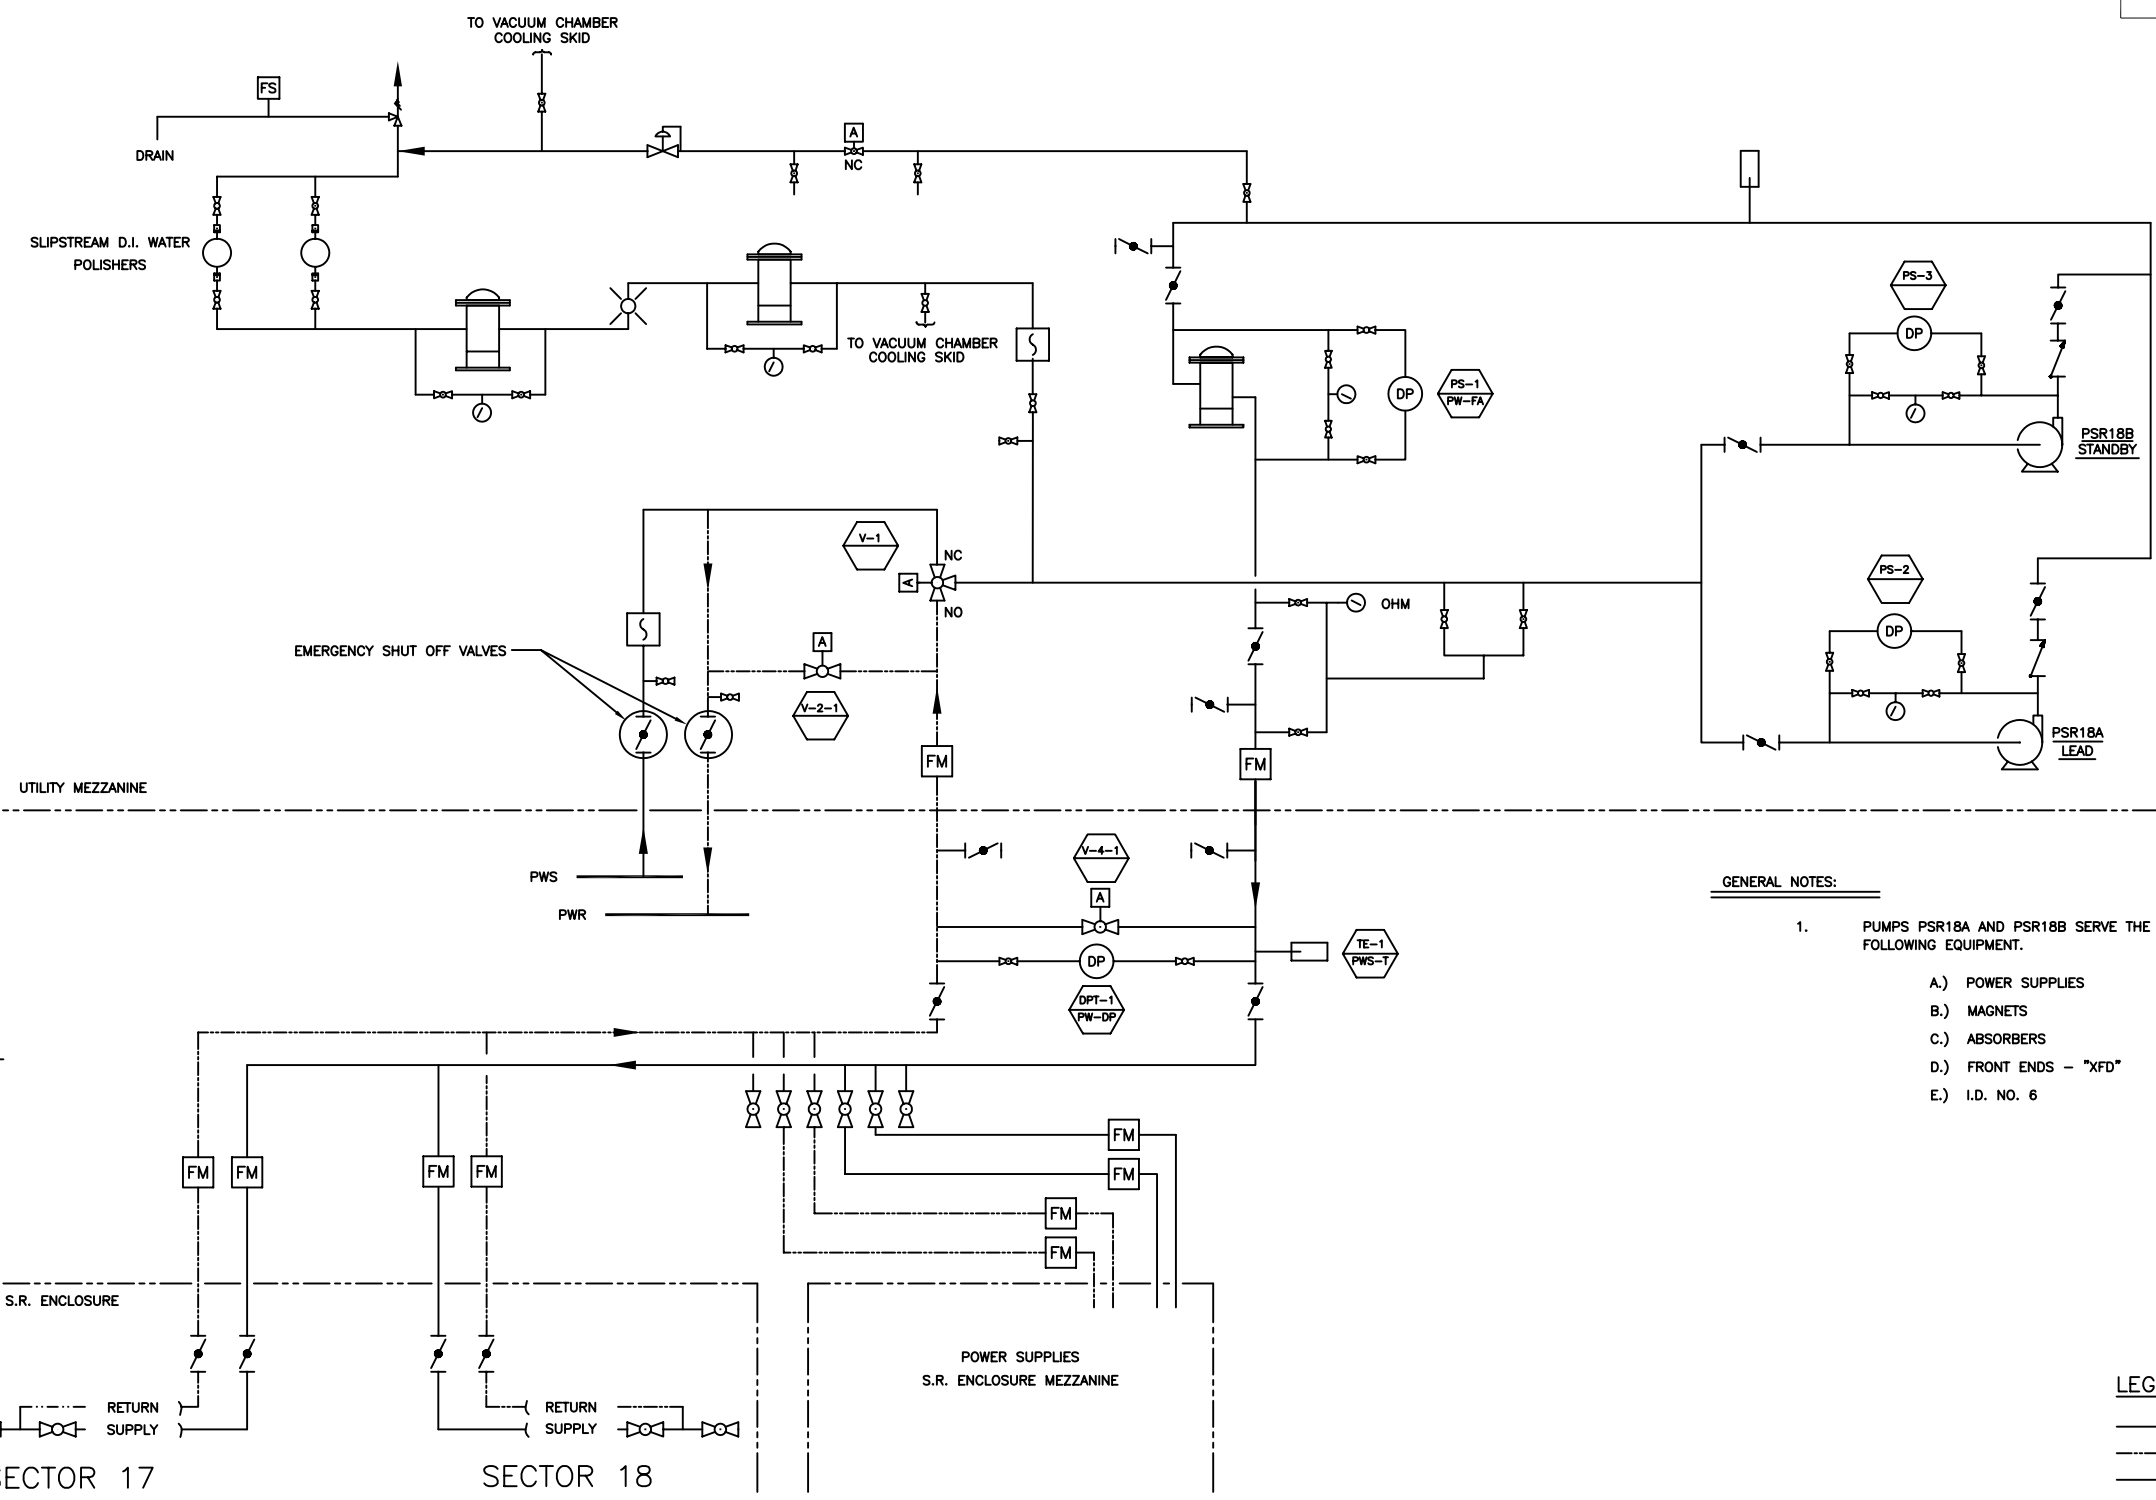 TO VACUUM CHAMBER
COOLING SKID
FS
DRAIN
A
NC
SLIPSTREAM D.I. WATER
POLISHERS
TO VACUUM CHAMBER
COOLING SKID
PS-1
PW-FA
DP
PS-3
DP
PSR18B
STANDBY
V-1
NC
A
NO
OHM
PS-2
DP
PSR18A
LEAD
EMERGENCY SHUT OFF VALVES
A
V-2-1
FM
FM
UTILITY MEZZANINE
PWS
PWR
V-4-1
A
DP
DPT-1
PW-DP
TE-1
PWS-T
GENERAL NOTES:
1. PUMPS PSR18A AND PSR18B SERVE THE
FOLLOWING EQUIPMENT.
A.) POWER SUPPLIES
B.) MAGNETS
C.) ABSORBERS
D.) FRONT ENDS - "XFD"
E.) I.D. NO. 6
FM
FM
FM
FM
FM
FM
FM
FM
S.R. ENCLOSURE
POWER SUPPLIES
S.R. ENCLOSURE MEZZANINE
RETURN
SUPPLY
RETURN
SUPPLY
SECTOR 17
SECTOR 18
LEG